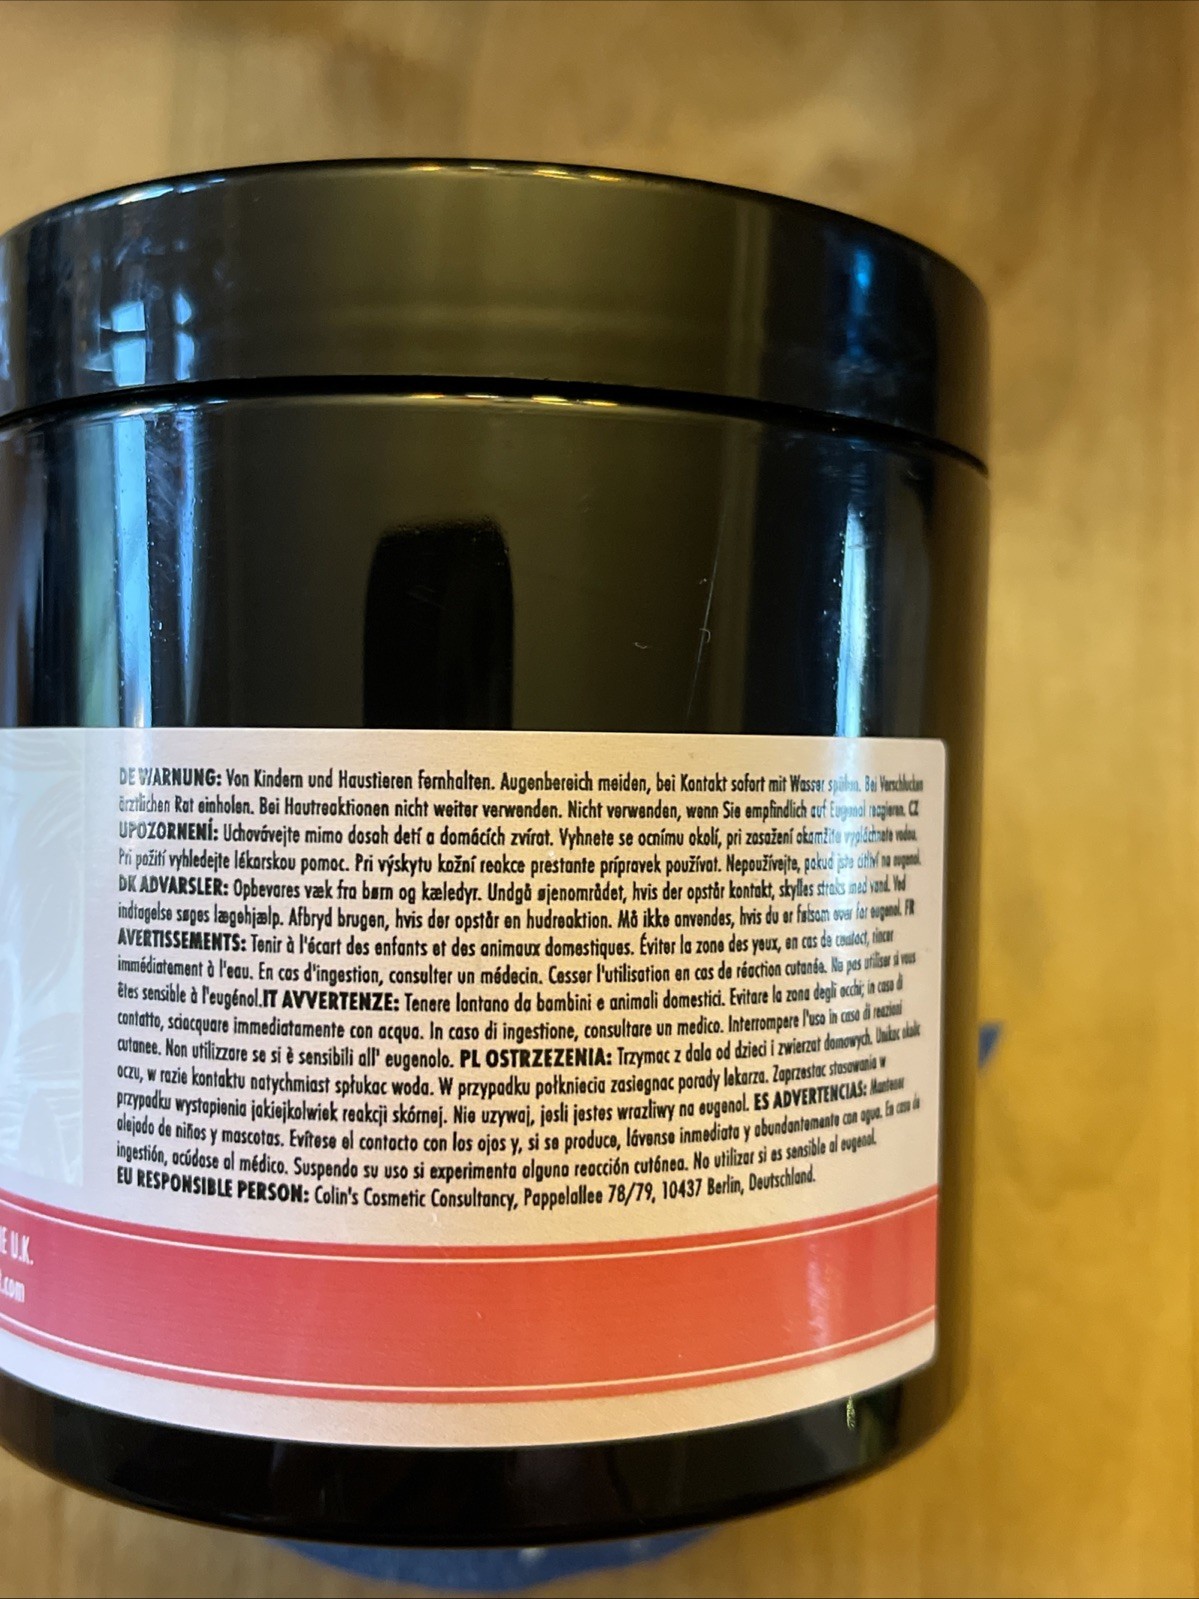 DE WARNUNG: Von Kindern und Haustieren fernhalten. Augenbereich meiden, bei Kontakt sofort mit Wasser spülen. Bei Verschlucken
ärztlichen Rat einholen. Bei Hautreaktionen nicht weiter verwenden. Nicht verwenden, wenn Sie empfindlich auf Eugenol reagieren. CZ
UPOZORNENÍ: Uchovávejte mimo dosah detí a domácích zvírat. Vyhnete se ocnímu okolí, pri zasažení okamžite vypláchnete vodou.
Pri požití vyhledejte lékarskou pomoc. Pri výskytu kožní reakce prestante prípravek používat. Nepoužívejte, pokud jste citliví na eugenol.
DK ADVARSLER: Opbevares væk fra børn og kæledyr. Undgå øjenområdet, hvis der opstår kontakt, skylles straks med vand. Ved
indtagelse søges lægehjælp. Afbryd brugen, hvis der opstår en hudreaktion. Må ikke anvendes, hvis du er følsom over for eugenol. FR
AVERTISSEMENTS: Tenir à l'écart des enfants et des animaux domestiques. Éviter la zone des yeux, en cas de contact, rincer
immédiatement à l'eau. En cas d'ingestion, consulter un médecin. Cesser l'utilisation en cas de réaction cutanée. Ne pas utiliser si vous
êtes sensible à l'eugénol.IT AVVERTENZE: Tenere lontano da bambini e animali domestici. Evitare la zona degli occhi; in caso di
contatto, sciacquare immediatamente con acqua. In caso di ingestione, consultare un medico. Interrompere l'uso in caso di reazioni
cutanee. Non utilizzare se si è sensibili all' eugenolo. PL OSTRZEZENIA: Trzymac z dala od dzieci i zwierzat domowych. Unikac okolic
oczu, w razie kontaktu natychmiast spłukac woda. W przypadku połkniecia zasiegnac porady lekarza. Zaprzestac stosowania w
przypadku wystapienia jakiejkolwiek reakcji skórnej. Nie uzywaj, jesli jestes wrazliwy na eugenol. ES ADVERTENCIAS: Mantener
alejado de niños y mascotas. Evítese el contacto con los ojos y, si se produce, lávense inmediata y abundantemente con agua. En caso de
ingestión, acúdase al médico. Suspenda su uso si experimenta alguna reacción cutánea. No utilizar si es sensible al eugenol.
EU RESPONSIBLE PERSON: Colin's Cosmetic Consultancy, Pappelallee 78/79, 10437 Berlin, Deutschland.
U.K.
.com